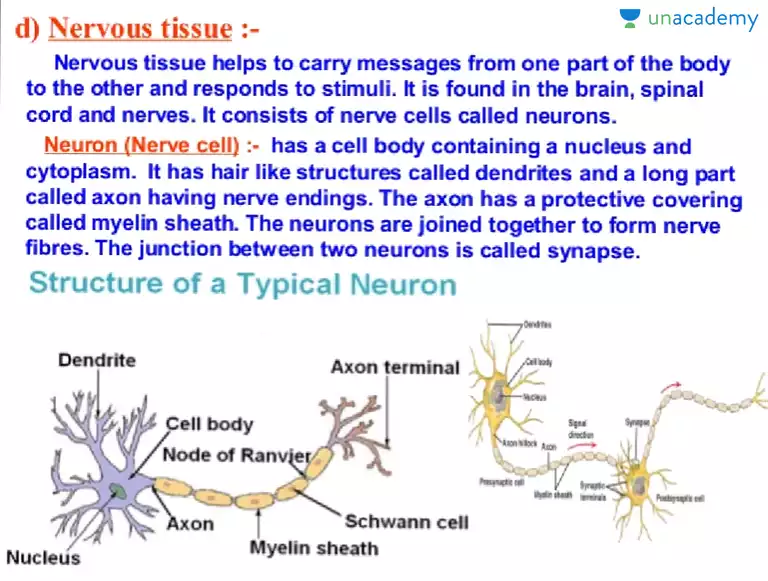 unacademy
d) Nervous tissue :-
Nervous tissue helps to carry messages from one part of the body
to the other and responds to stimuli. It is found in the brain, spinal
cord and nerves. It consists of nerve cells called neurons.
Neuron (Nerve cell) :- has a cell body containing a nucleus and
cytoplasm. It has hair like structures called dendrites and a long part
called axon having nerve endings. The axon has a protective covering
called myelin sheath. The neurons are joined together to form nerve
fibres. The junction between two neurons is called synapse.
Structure of a Typical Neuron
Dendrite
Axon terminal
Cell body
Node of Ranvier
Axon
Schwann cell
Myelin sheath
Nucleus
Dendrites
Cell body
Nucleus
Axon hillock
Axon
Signal
direction
Synapse
Presynaptic cell
Myelin sheath
Synaptic
terminals
Postsynaptic cell